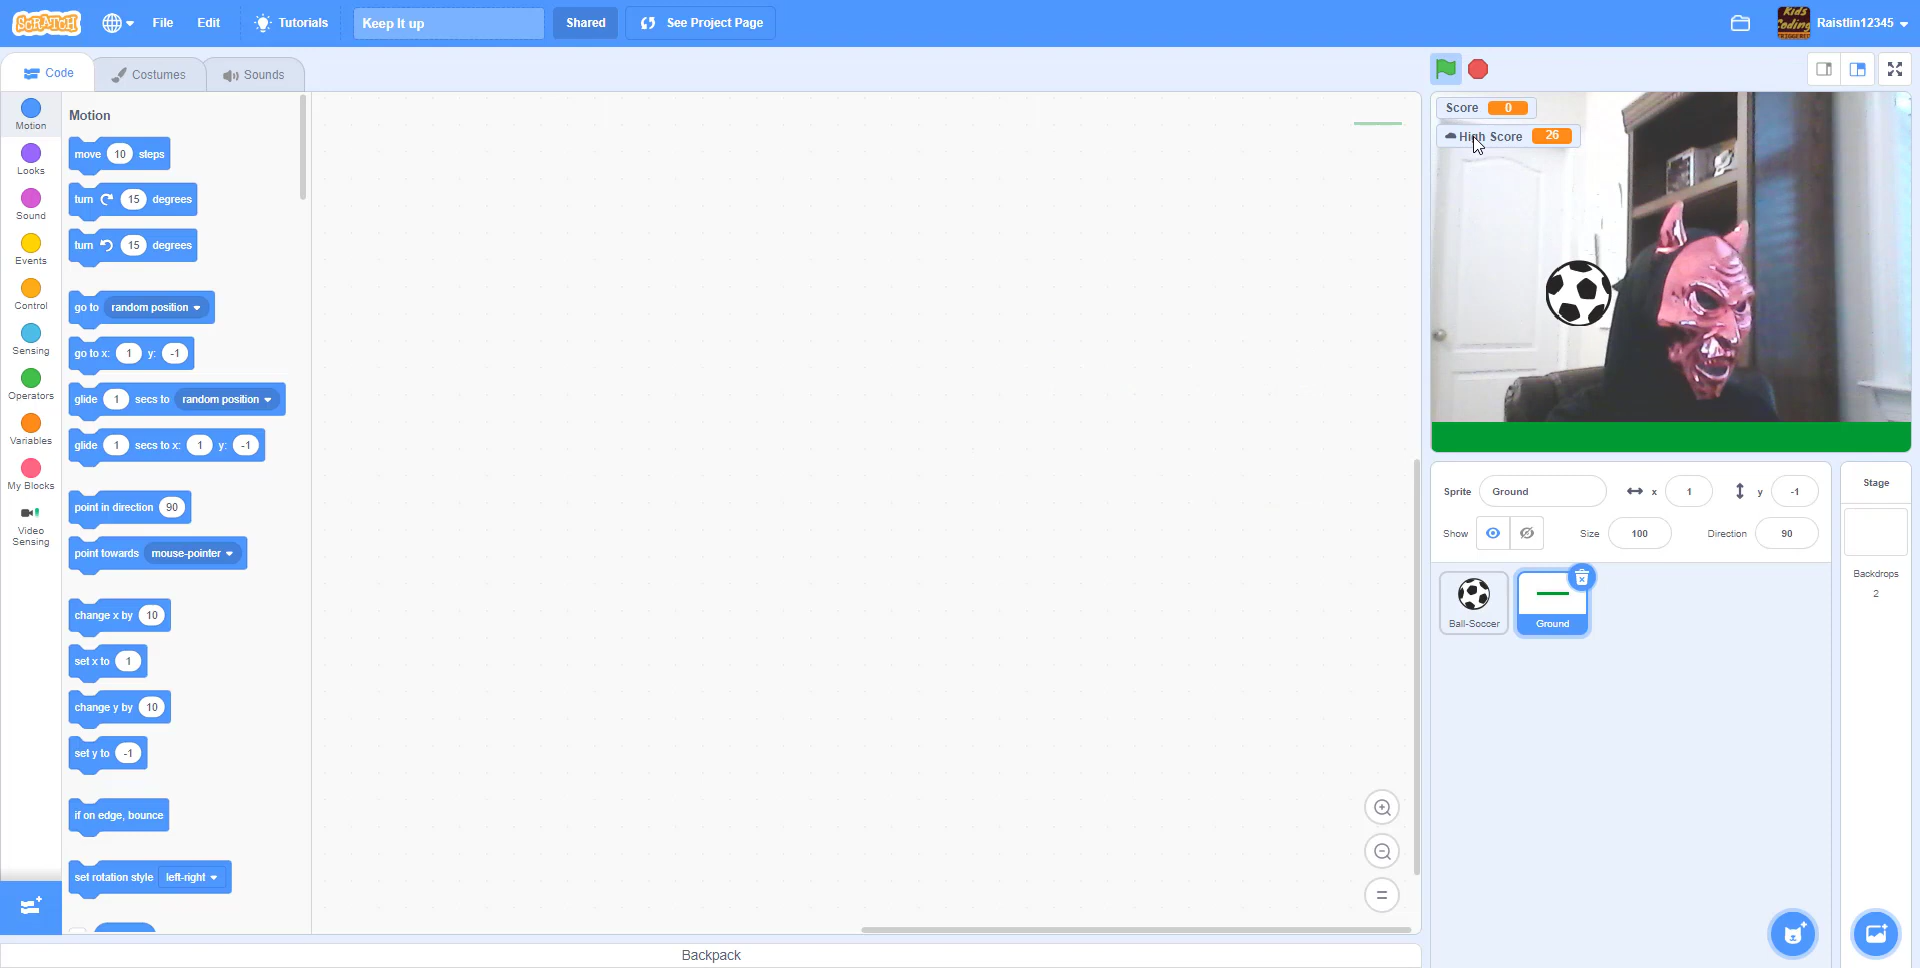 SCRATCH
File
Edit
Tutorials
Keep It up
Shared
See Project Page
Raistlin12345
Code
Costumes
Sounds
Motion
Looks
Sound
Events
Control
Sensing
Operators
Variables
My Blocks
Video
Sensing
Motion
move 10 steps
turn 15 degrees
turn 15 degrees
go to random position
go to x: 1 y: -1
glide 1 secs to random position
glide 1 secs to x: 1 y: -1
point in direction 90
point towards mouse-pointer
change x by 10
set x to 1
change y by 10
set y to -1
if on edge, bounce
set rotation style left-right
Backpack
Score 0
High Score 26
Sprite Ground x 1 y -1
Show Size 100 Direction 90
Ball-Soccer
Ground
Stage
Backdrops
2
Kids
Coding